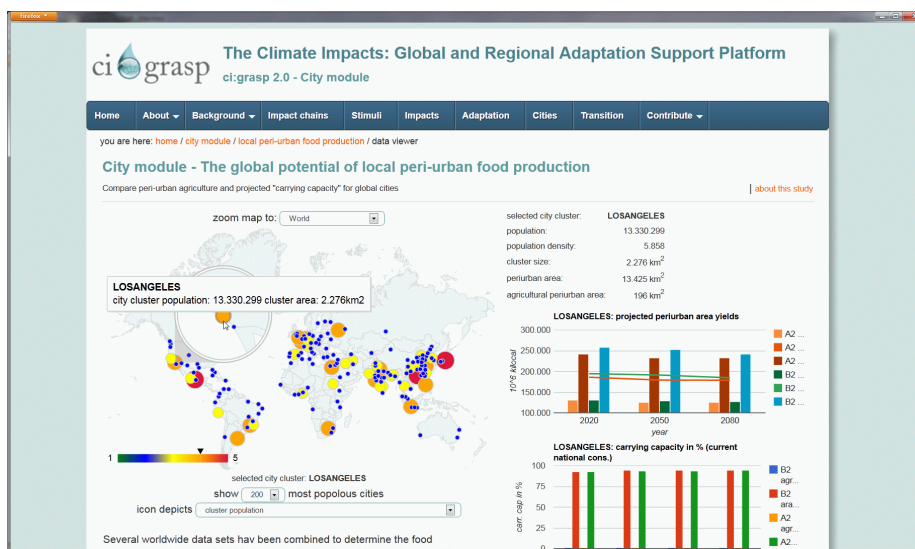 firefox
ci grasp
The Climate Impacts: Global and Regional Adaptation Support Platform
ci:grasp 2.0 - City module
Home About Background Impact chains Stimuli Impacts Adaptation Cities Transition Contribute
you are here: home / city module / local peri-urban food production / data viewer
City module - The global potential of local peri-urban food production
Compare peri-urban agriculture and projected "carrying capacity" for global cities
about this study
zoom map to: World
LOSANGELES
city cluster population: 13.330.299 cluster area: 2.276km2
1 5
selected city cluster: LOSANGELES
show 200 most popolous cities
icon depicts cluster population
Several worldwide data sets hav been combined to determine the food
selected city cluster: LOSANGELES
population: 13.330.299
population density: 5.858
cluster size: 2.276 km2
periurban area: 13.425 km2
agricultural periurban area: 196 km2
LOSANGELES: projected periurban area yields
10^6 kilocal
300.000
250.000
200.000
150.000
100.000
2020 2050 2080
year
A2 ...
A2 ...
A2 ...
B2 ...
B2 ...
B2 ...
LOSANGELES: carrying capacity in % (current
national cons.)
carr. cap in %
100
75
50
25
0
B2
agr...
B2
ara...
A2
agr...
A2...